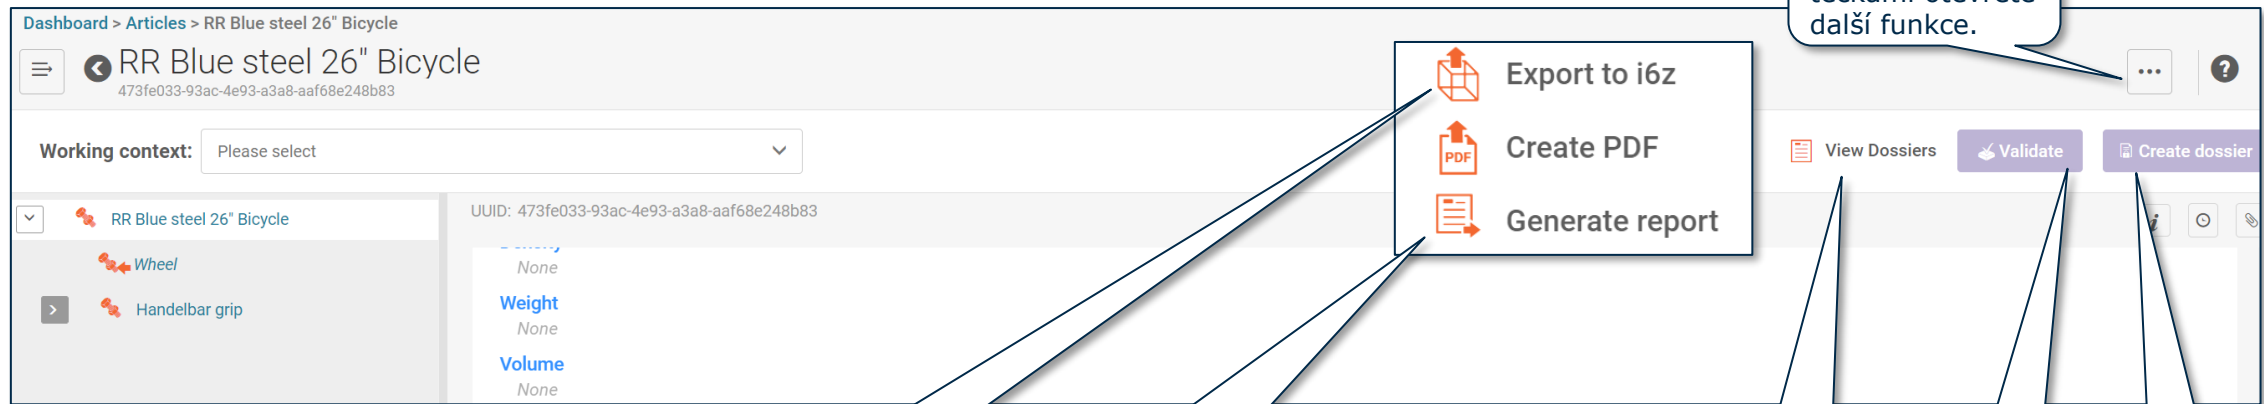 Dashboard > Articles > RR Blue steel 26" Bicycle
další funkce.
RR Blue steel 26" Bicycle
473fe033-93ac-4e93-a3a8-aaf68e248b83
Export to i6z
Create PDF
Generate report
Working context: Please select
View Dossiers Validate Create dossier
RR Blue steel 26" Bicycle
Wheel
Handelbar grip
UUID: 473fe033-93ac-4e93-a3a8-aaf68e248b83
None
Weight
None
Volume
None